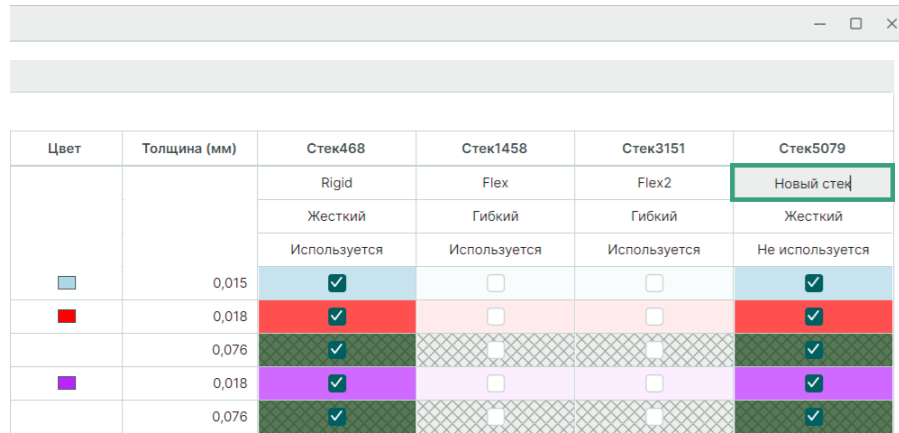 Цвет Толщина (мм) Стек468 Стек1458 Стек3151 Стек5079
Rigid Flex Flex2 Новый стек
Жесткий Гибкий Гибкий Жесткий
Используется Используется Используется Не используется
0,015
0,018
0,076
0,018
0,076